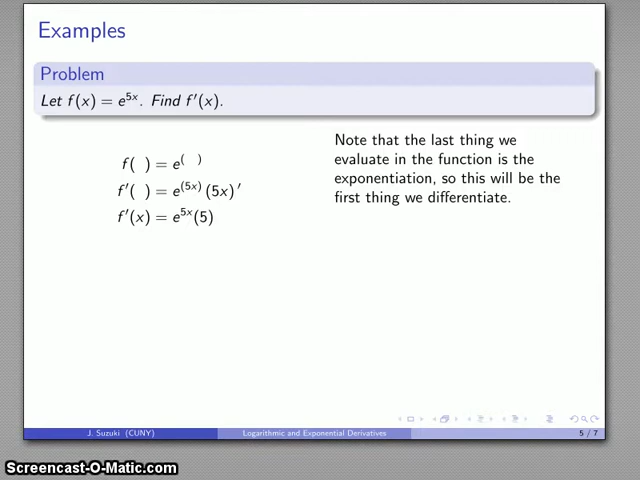 Examples
Problem
Let f(x) = e^{5x}. Find f′(x).
f( ) = e^{( )}
f′( ) = e^{(5x)} (5x)′
f′(x) = e^{5x}(5)
Note that the last thing we
evaluate in the function is the
exponentiation, so this will be the
first thing we differentiate.
J. Suzuki (CUNY)
Logarithmic and Exponential Derivatives
5 / 7
Screencast-O-Matic.com